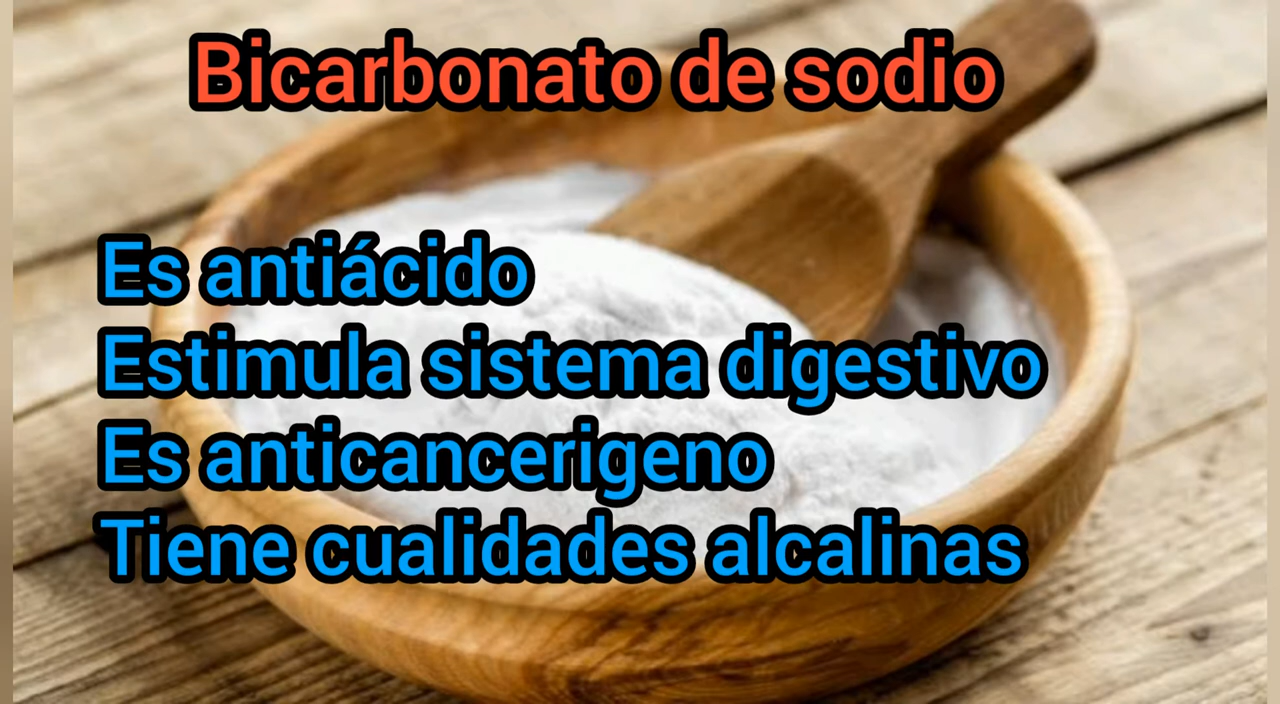 Bicarbonato de sodio
Es antiácido
Estimula sistema digestivo
Es anticancerigeno
Tiene cualidades alcalinas